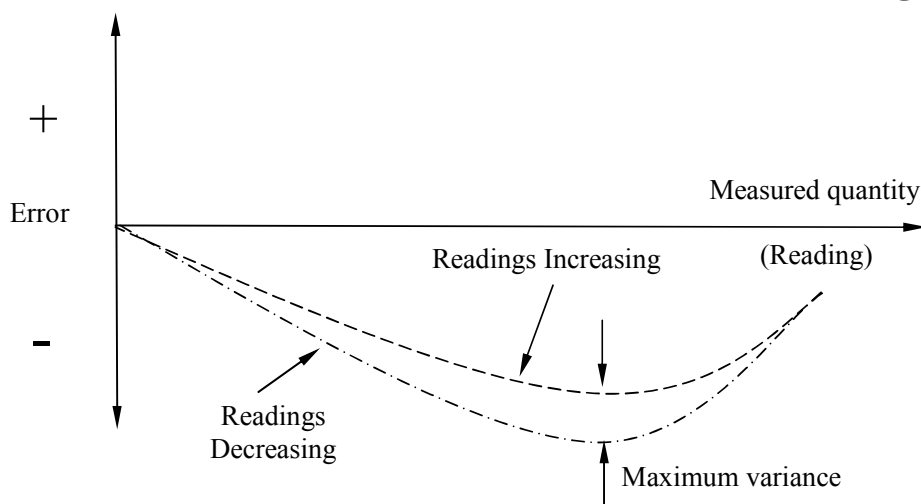 +
Measured quantity
Error
Readings Increasing
(Reading)
-
Readings
Decreasing
Maximum variance